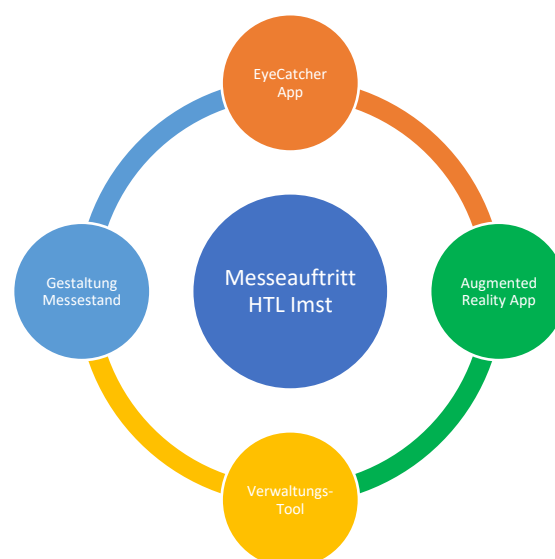 EyeCatcher
App
Messeauftritt
HTL Imst
Gestaltung
Messestand
Augmented
Reality App
Verwaltungs-
Tool